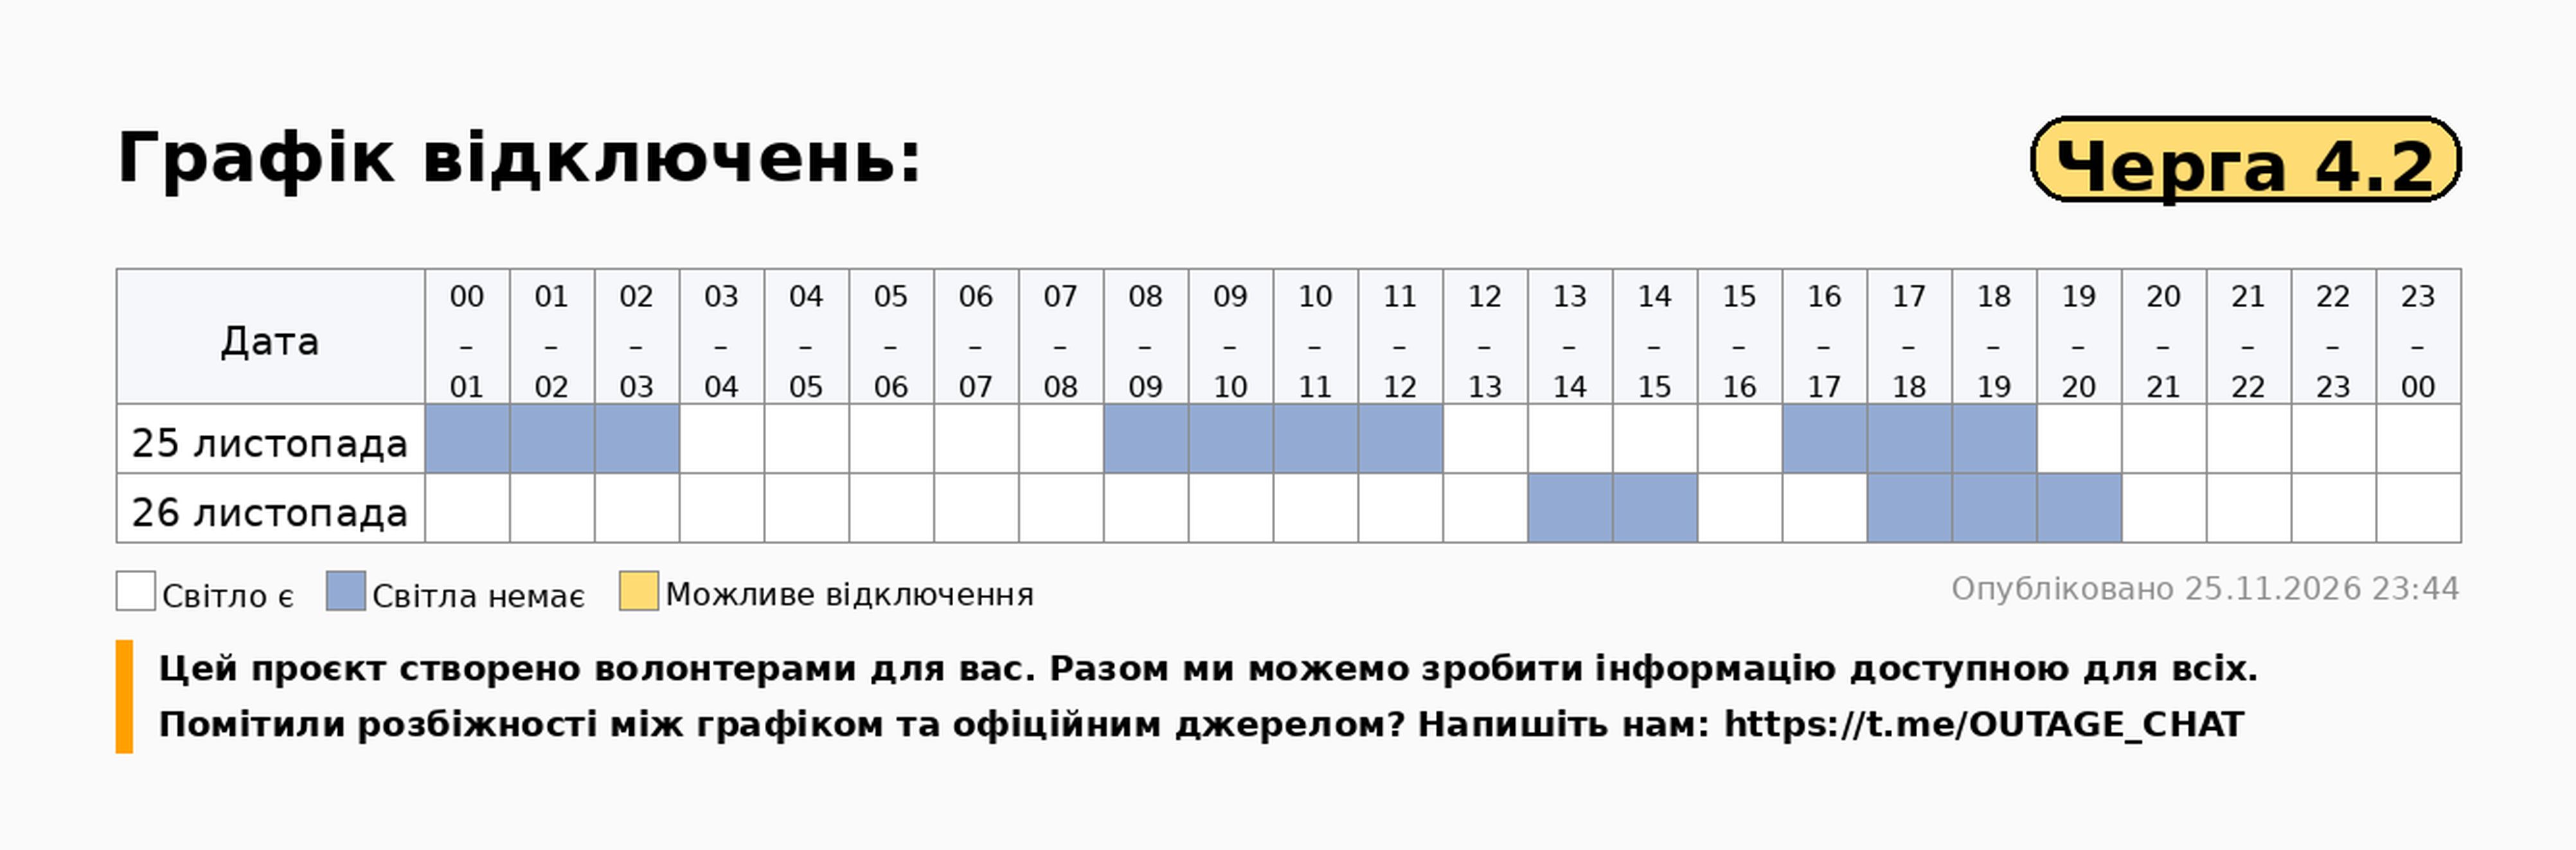 Графік відключень:
Черга 4.2
Дата
00 – 01
01 – 02
02 – 03
03 – 04
04 – 05
05 – 06
06 – 07
07 – 08
08 – 09
09 – 10
10 – 11
11 – 12
12 – 13
13 – 14
14 – 15
15 – 16
16 – 17
17 – 18
18 – 19
19 – 20
20 – 21
21 – 22
22 – 23
23 – 00
25 листопада
26 листопада
Світло є
Світла немає
Можливе відключення
Опубліковано 25.11.2026 23:44
Цей проєкт створено волонтерами для вас. Разом ми можемо зробити інформацію доступною для всіх.
Помітили розбіжності між графіком та офіційним джерелом? Напишіть нам: https://t.me/OUTAGE_CHAT